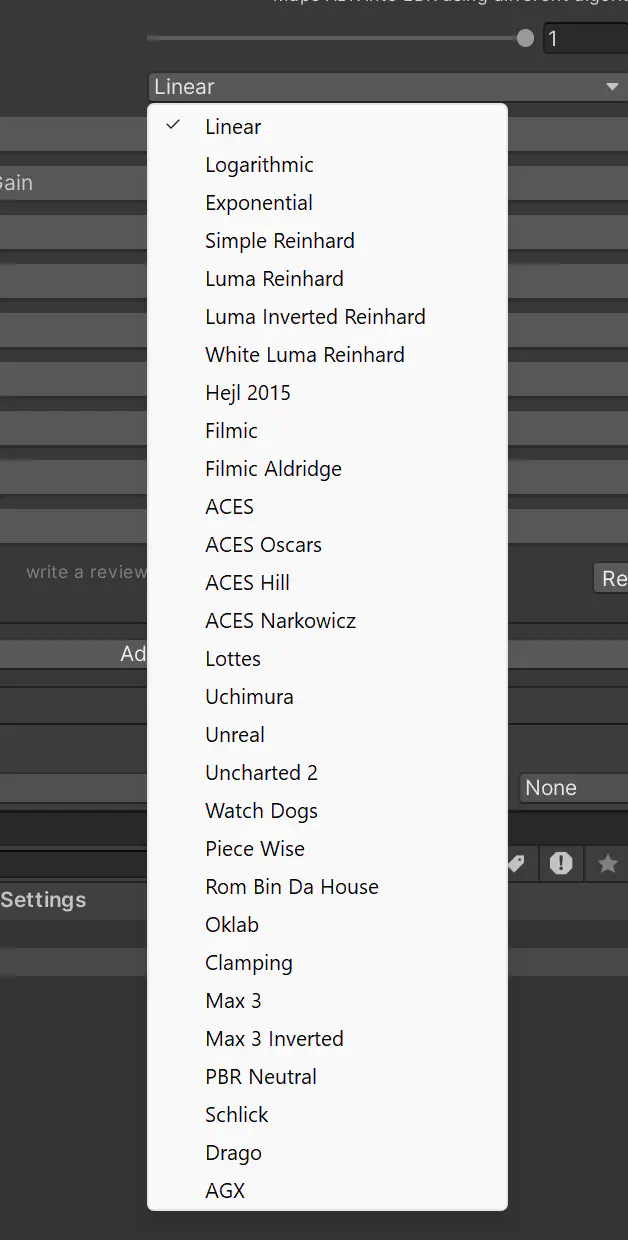 1
Linear
Linear
Logarithmic
Gain
Exponential
Simple Reinhard
Luma Reinhard
Luma Inverted Reinhard
White Luma Reinhard
Hejl 2015
Filmic
Filmic Aldridge
ACES
ACES Oscars
write a review
ACES Hill
Re
ACES Narkowicz
Ad
Lottes
Uchimura
Unreal
Uncharted 2
None
Watch Dogs
Piece Wise
Rom Bin Da House
Settings
Oklab
Clamping
Max 3
Max 3 Inverted
PBR Neutral
Schlick
Drago
AGX